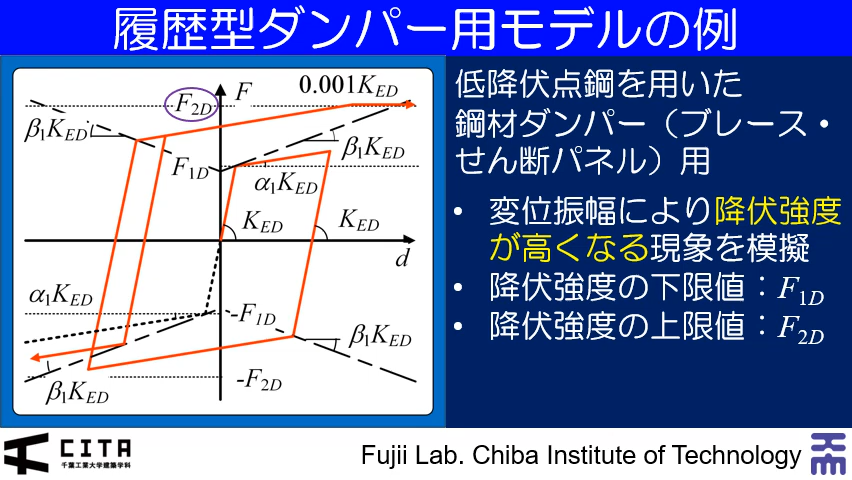 履歴型ダンパー用モデルの例
F2D
F
0.001KED
β1KED
β1KED
F1D
α1KED
KED
KED
d
α1KED
-F1D
β1KED
β1KED
-F2D
低降伏点鋼を用いた
鋼材ダンパー（ブレース・
せん断パネル）用
• 変位振幅により降伏強度
が高くなる現象を模擬
• 降伏強度の下限値：F1D
• 降伏強度の上限値：F2D
CITA
千葉工業大学建築学科
Fujii Lab. Chiba Institute of Technology